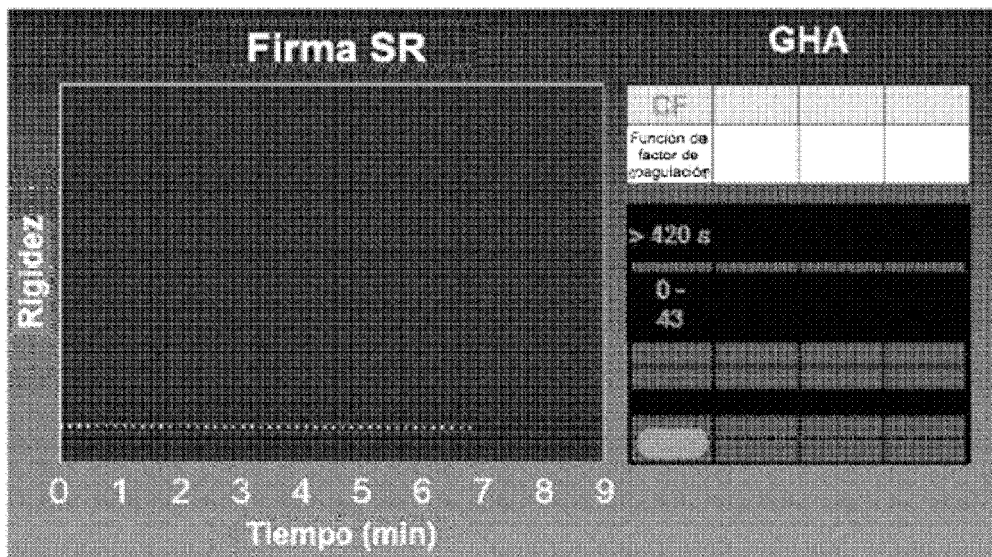 Firma SR
GHA
CF
Función de
factor de
coagulación
> 420 s
0 -
43
Rigidez
0 1 2 3 4 5 6 7 8 9
Tiempo (min)